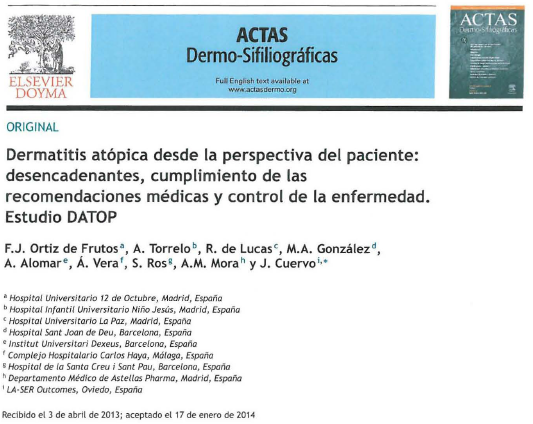 ELSEVIER
DOYMA
ACTAS
Dermo-Sifiliográficas
Full English text available at
www.actasdermo.org
ACTAS
Dermo-Sifiliográficas
ORIGINAL
Dermatitis atópica desde la perspectiva del paciente:
desencadenantes, cumplimiento de las
recomendaciones médicas y control de la enfermedad.
Estudio DATOP
F.J. Ortiz de Frutos a, A. Torrelo b, R. de Lucas c, M.A. González d,
A. Alomar e, Á. Vera f, S. Ros g, A.M. Mora h y J. Cuervo i,*
a Hospital Universitario 12 de Octubre, Madrid, España
b Hospital Infantil Universitario Niño Jesús, Madrid, España
c Hospital Universitario La Paz, Madrid, España
d Hospital Sant Joan de Deu, Barcelona, España
e Institut Universitari Dexeus, Barcelona, España
f Complejo Hospitalario Carlos Haya, Málaga, España
g Hospital de la Santa Creu i Sant Pau, Barcelona, España
h Departamento Médico de Astellas Pharma, Madrid, España
i LA-SER Outcomes, Oviedo, España
Recibido el 3 de abril de 2013; aceptado el 17 de enero de 2014